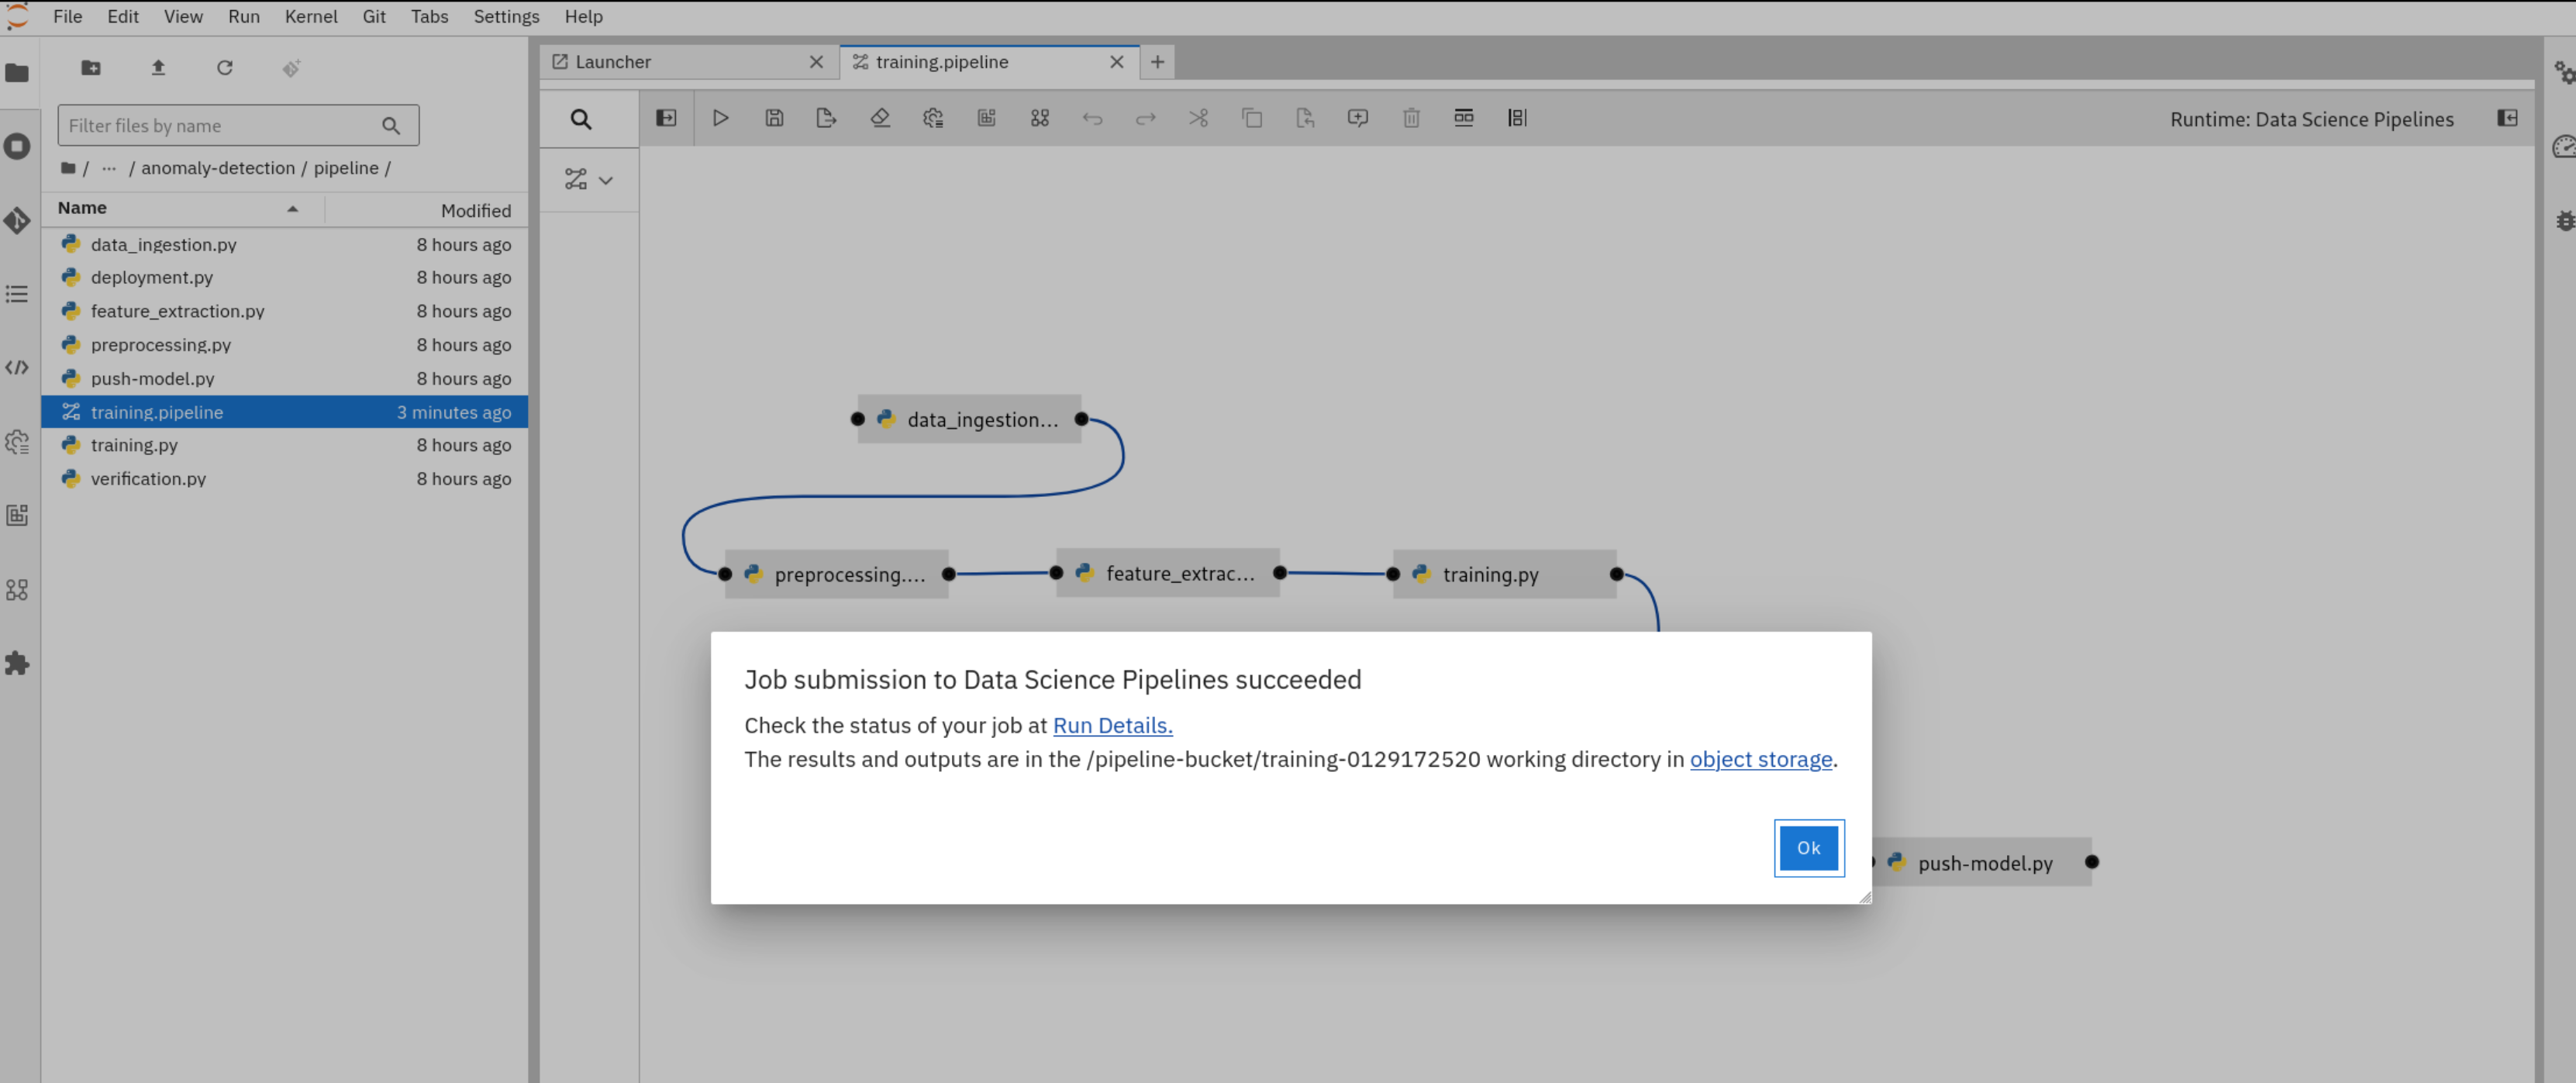 File Edit View Run Kernel Git Tabs Settings Help
Launcher
training.pipeline
Filter files by name
Runtime: Data Science Pipelines
/ ··· / anomaly-detection / pipeline /
Name Modified
data_ingestion.py 8 hours ago
deployment.py 8 hours ago
feature_extraction.py 8 hours ago
preprocessing.py 8 hours ago
push-model.py 8 hours ago
training.pipeline 3 minutes ago
training.py 8 hours ago
verification.py 8 hours ago
data_ingestion...
preprocessing....
feature_extrac...
training.py
Job submission to Data Science Pipelines succeeded
Check the status of your job at Run Details.
The results and outputs are in the /pipeline-bucket/training-0129172520 working directory in object storage.
Ok
push-model.py